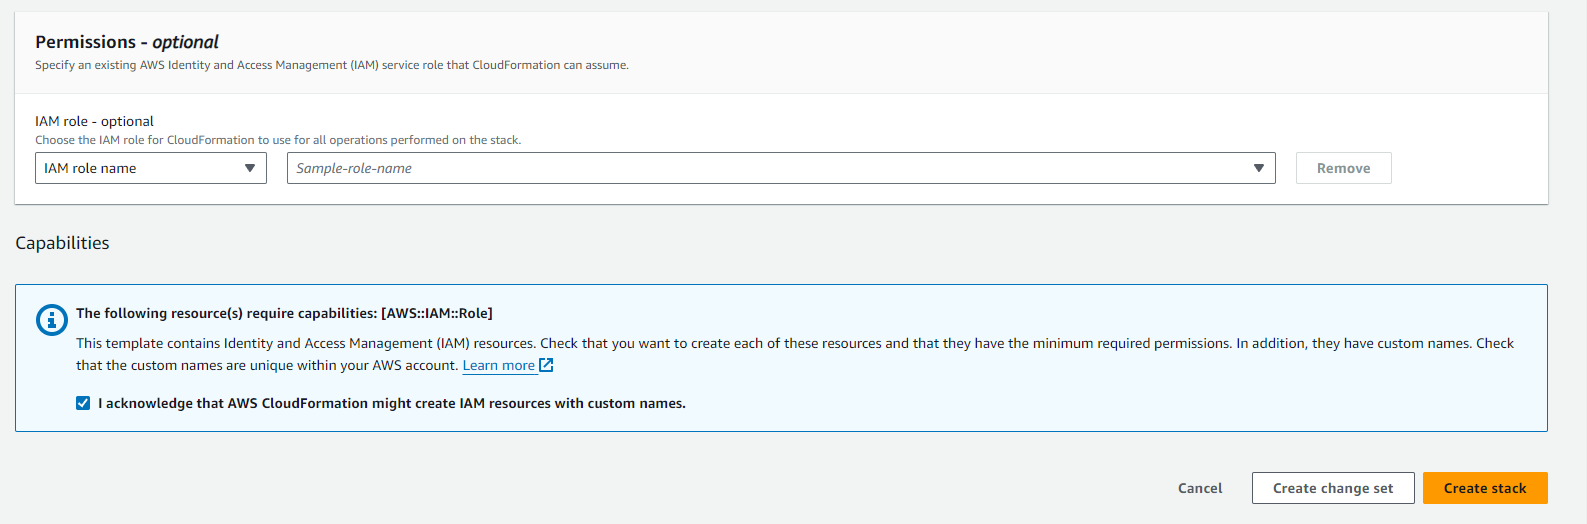 Permissions - optional
Specify an existing AWS Identity and Access Management (IAM) service role that CloudFormation can assume.
IAM role - optional
Choose the IAM role for CloudFormation to use for all operations performed on the stack.
IAM role name
Sample-role-name
Remove
Capabilities
The following resource(s) require capabilities: [AWS::IAM::Role]
This template contains Identity and Access Management (IAM) resources. Check that you want to create each of these resources and that they have the minimum required permissions. In addition, they have custom names. Check
that the custom names are unique within your AWS account. Learn more
I acknowledge that AWS CloudFormation might create IAM resources with custom names.
Cancel
Create change set
Create stack